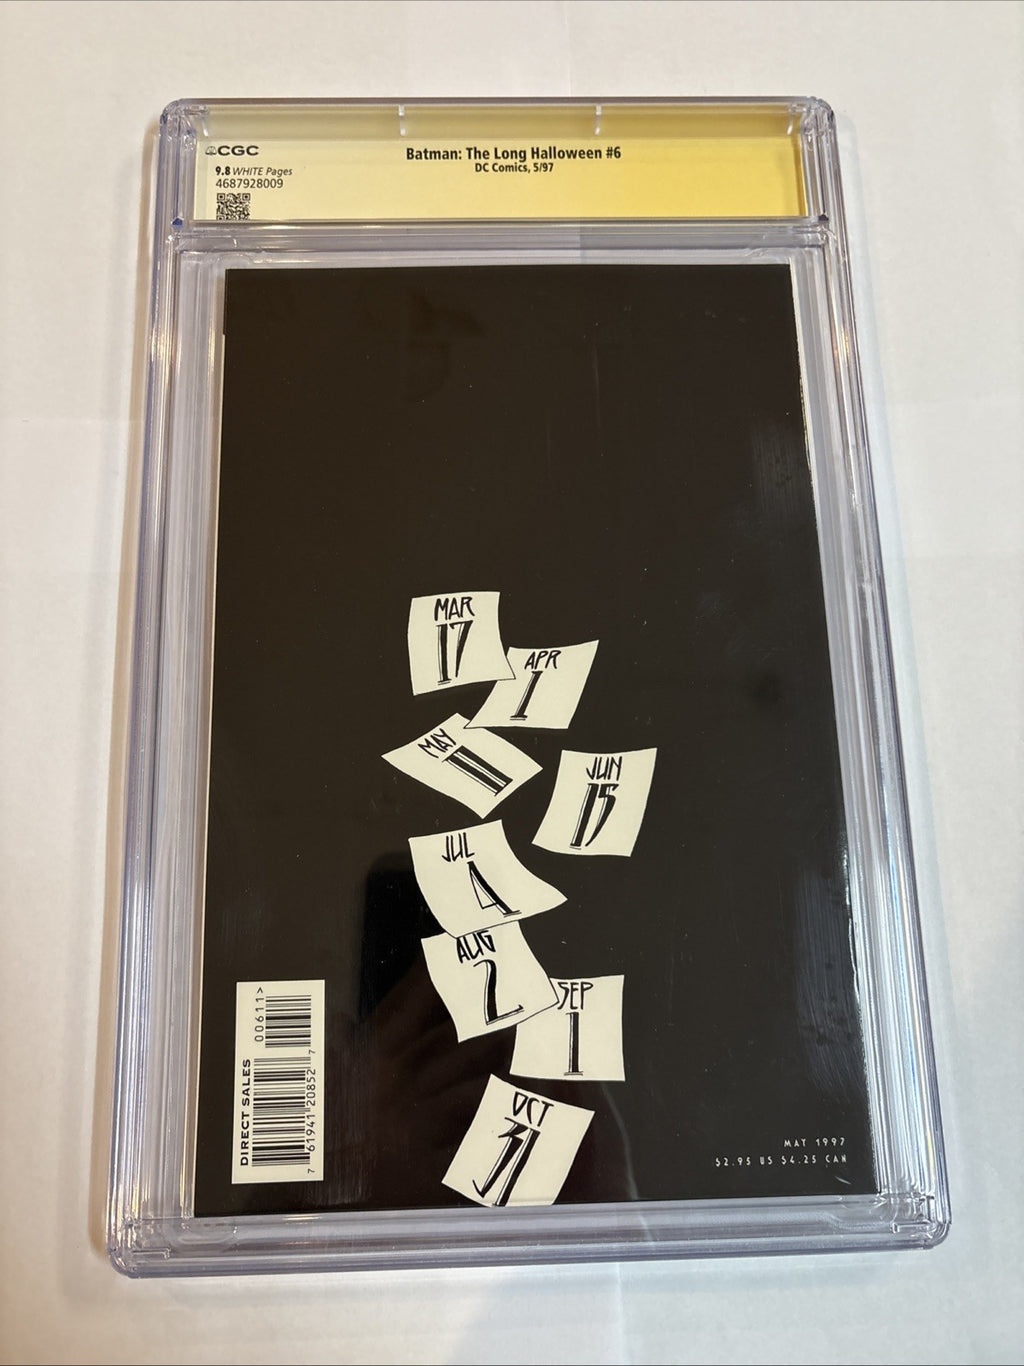 CGC
9.8 WHITE Pages
4687928009
Batman: The Long Halloween #6
DC Comics, 5/97
MAR
17
APR
1
MAY
11
JUN
15
JUL
4
AUG
2
SEP
1
OCT
31
DIRECT SALES
7 61941 20852 7
00611>
MAY 1997
$2.95 US $4.25 CAN